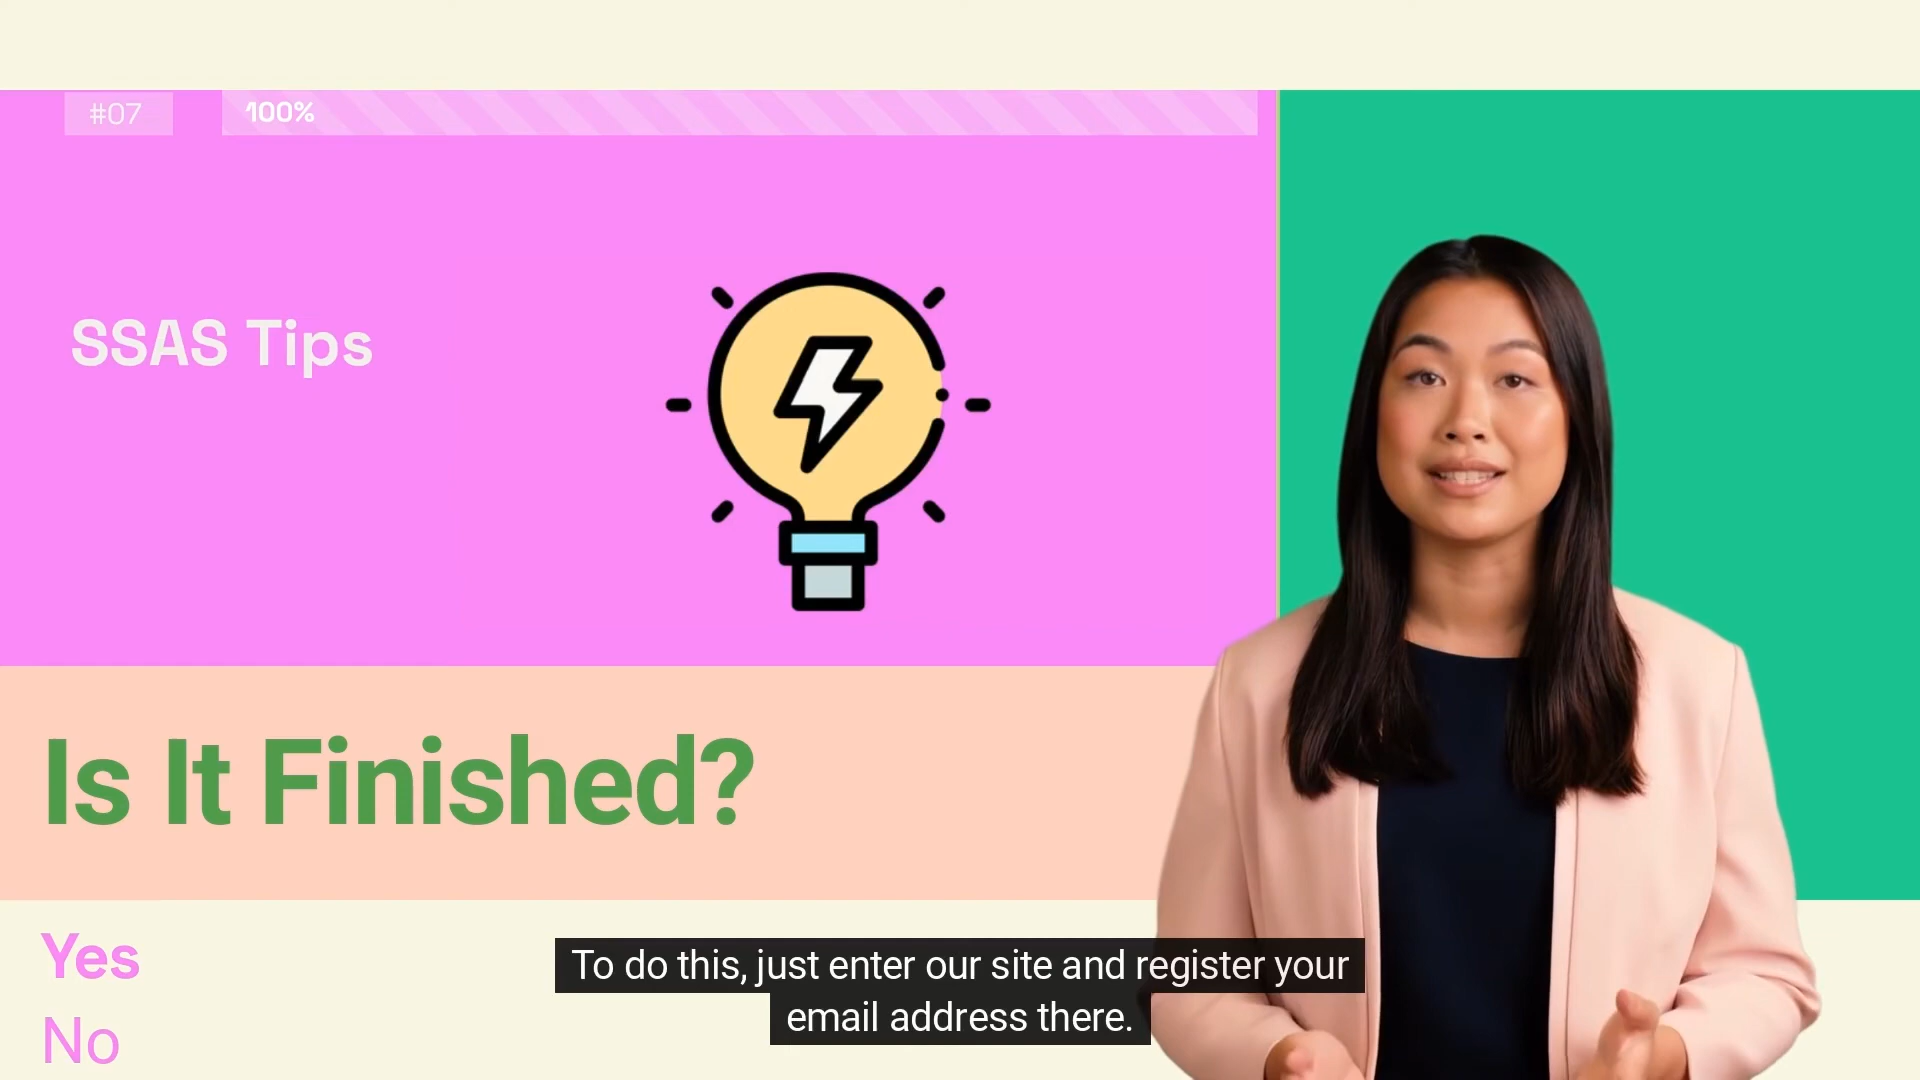 #07
100%
SSAS Tips
Is It Finished?
Yes
No
To do this, just enter our site and register your
email address there.